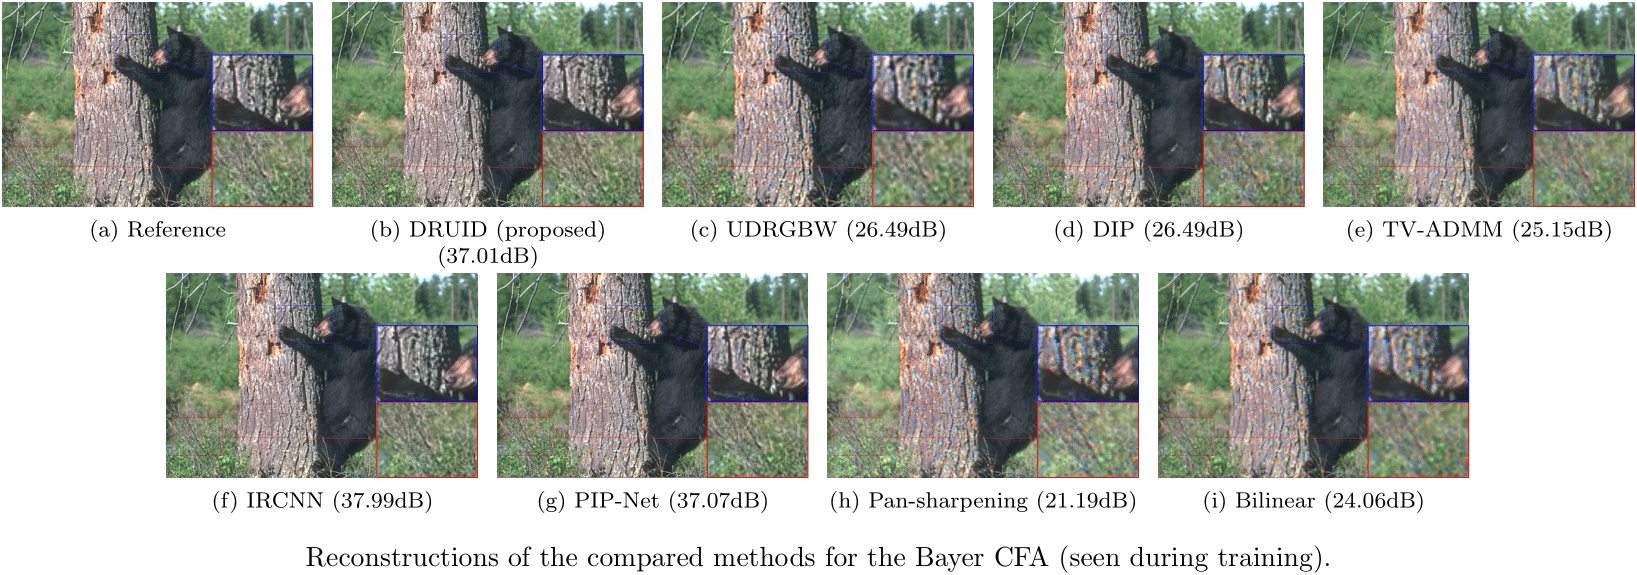 (a) Reference
(b) DRUID (proposed)
(37.01dB)
(c) UDRGBW (26.49dB)
(d) DIP (26.49dB)
(e) TV-ADMM (25.15dB)
(f) IRCNN (37.99dB)
(g) PIP-Net (37.07dB)
(h) Pan-sharpening (21.19dB)
(i) Bilinear (24.06dB)
Reconstructions of the compared methods for the Bayer CFA (seen during training).